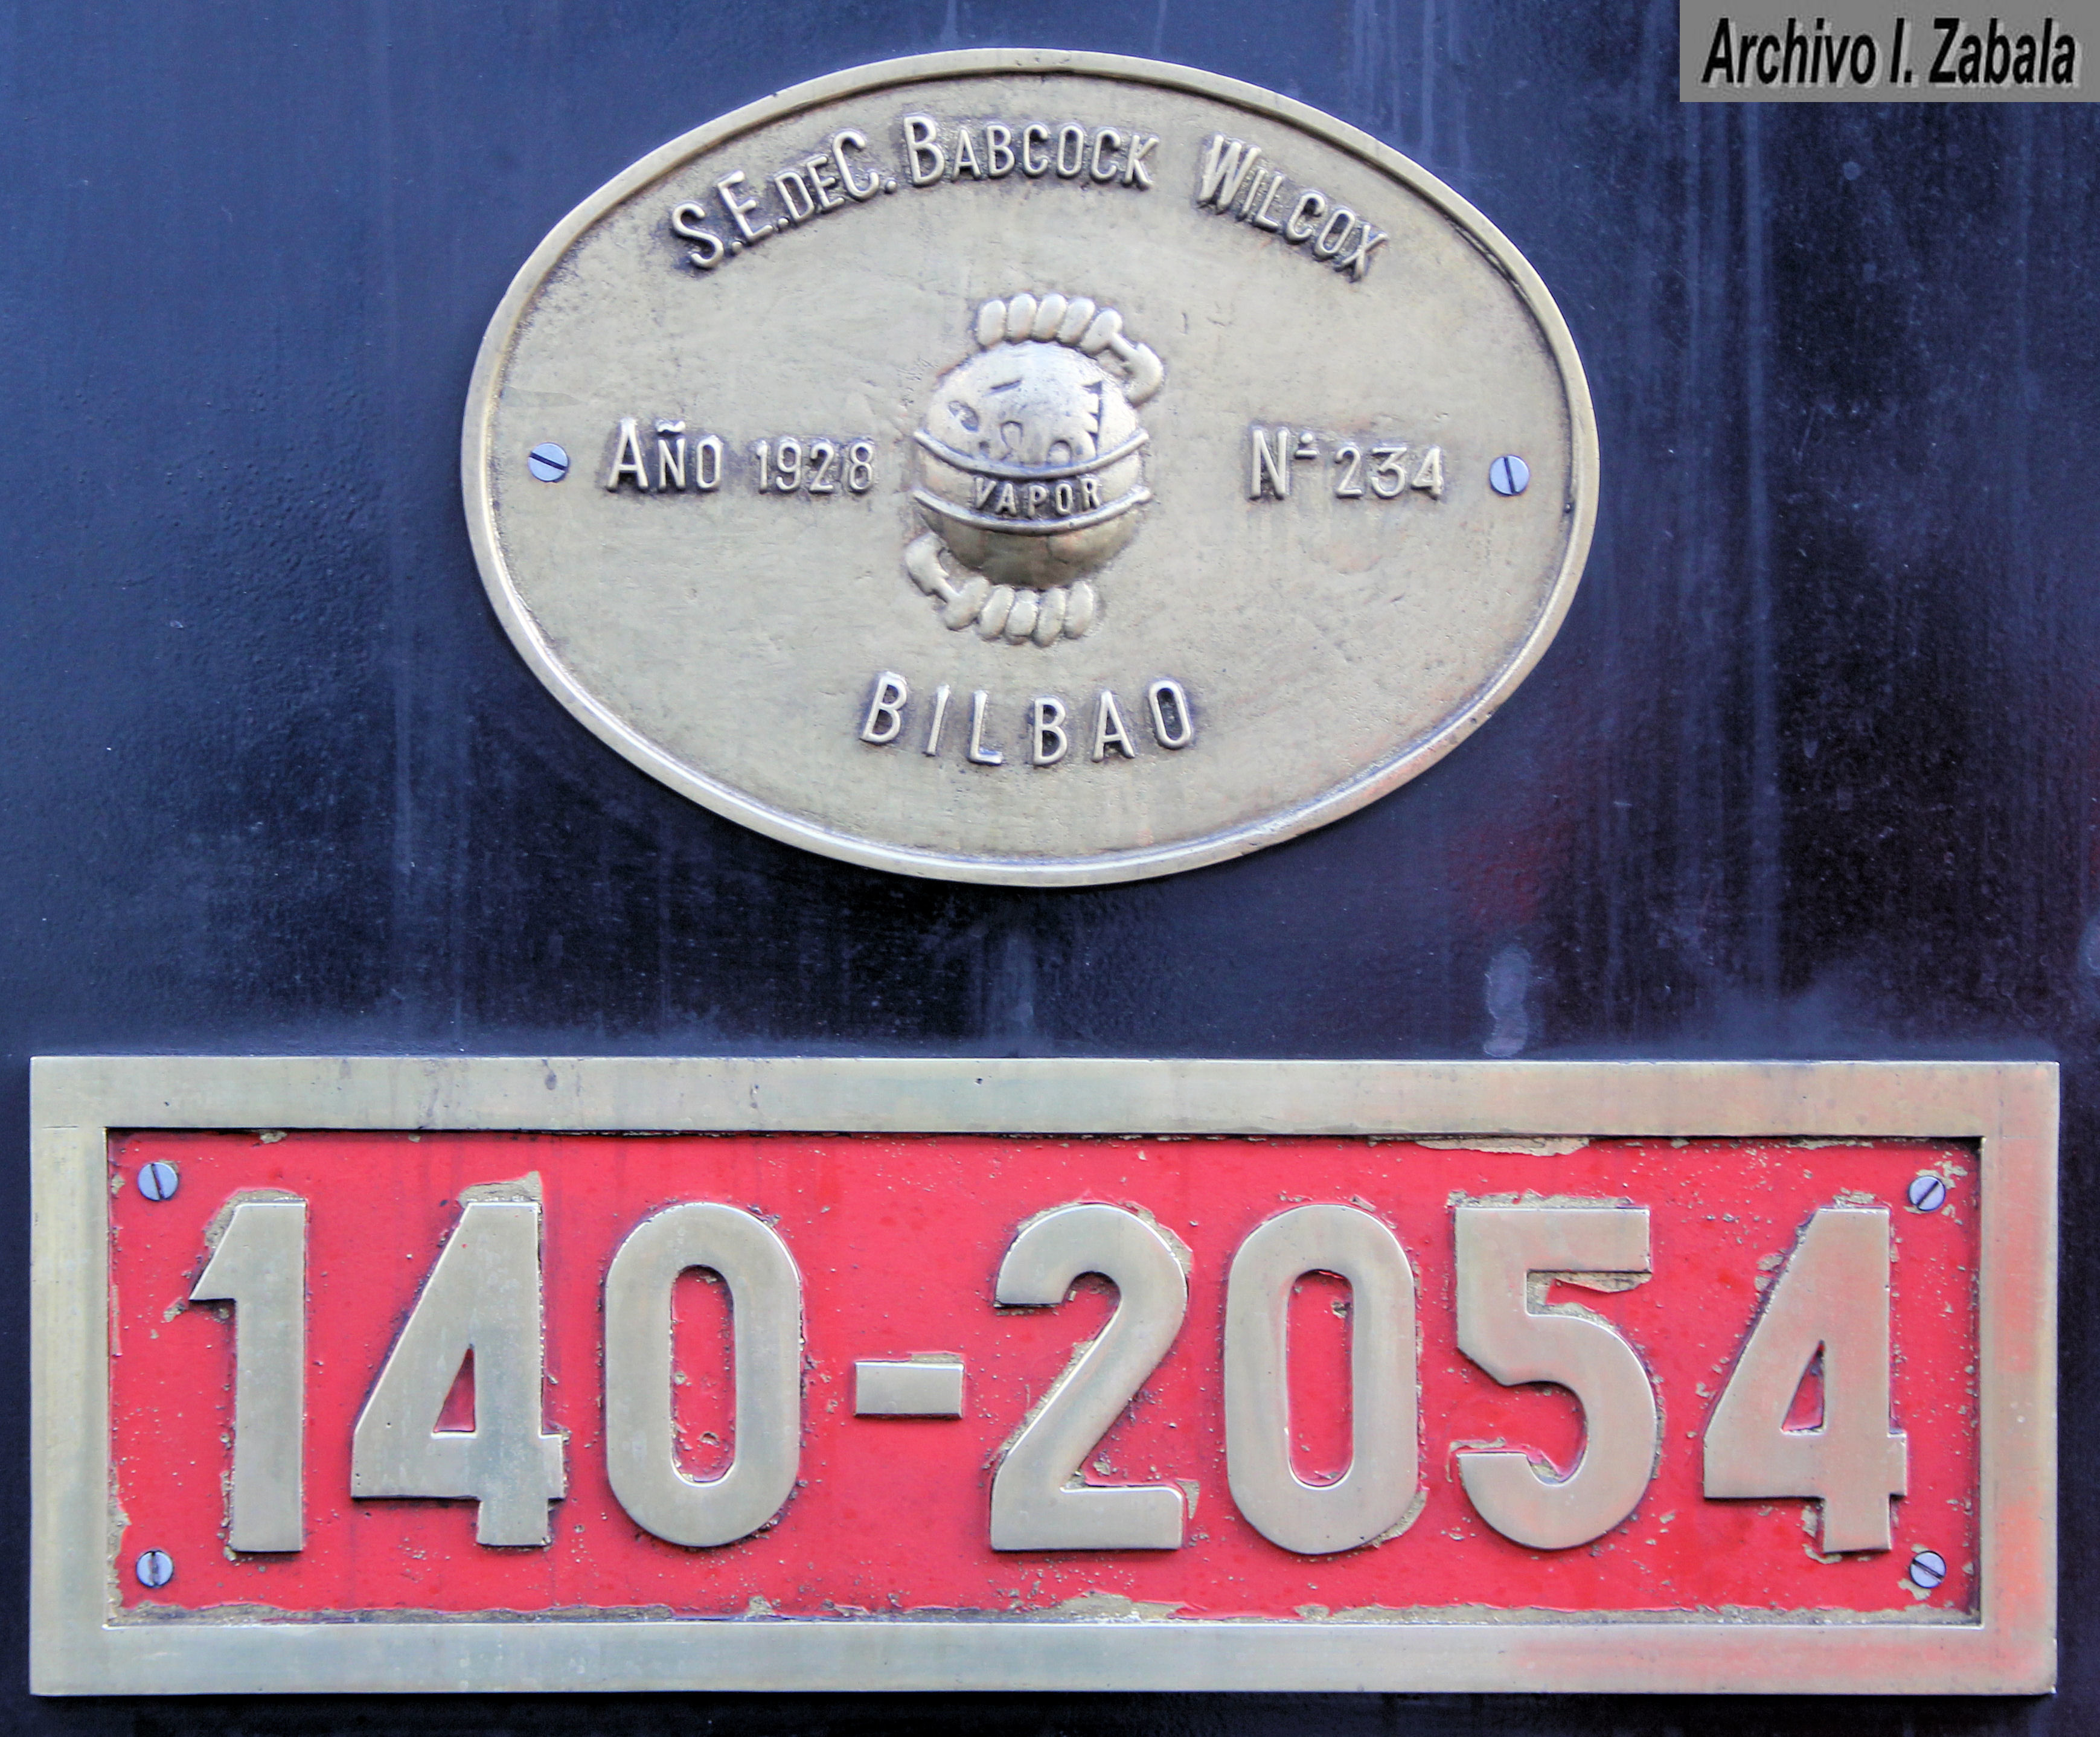 Archivo I. Zabala
S.E.DEC. BABCOCK WILCOX
AÑO 1928
VAPOR
Nº 234
BILBAO
140-2054